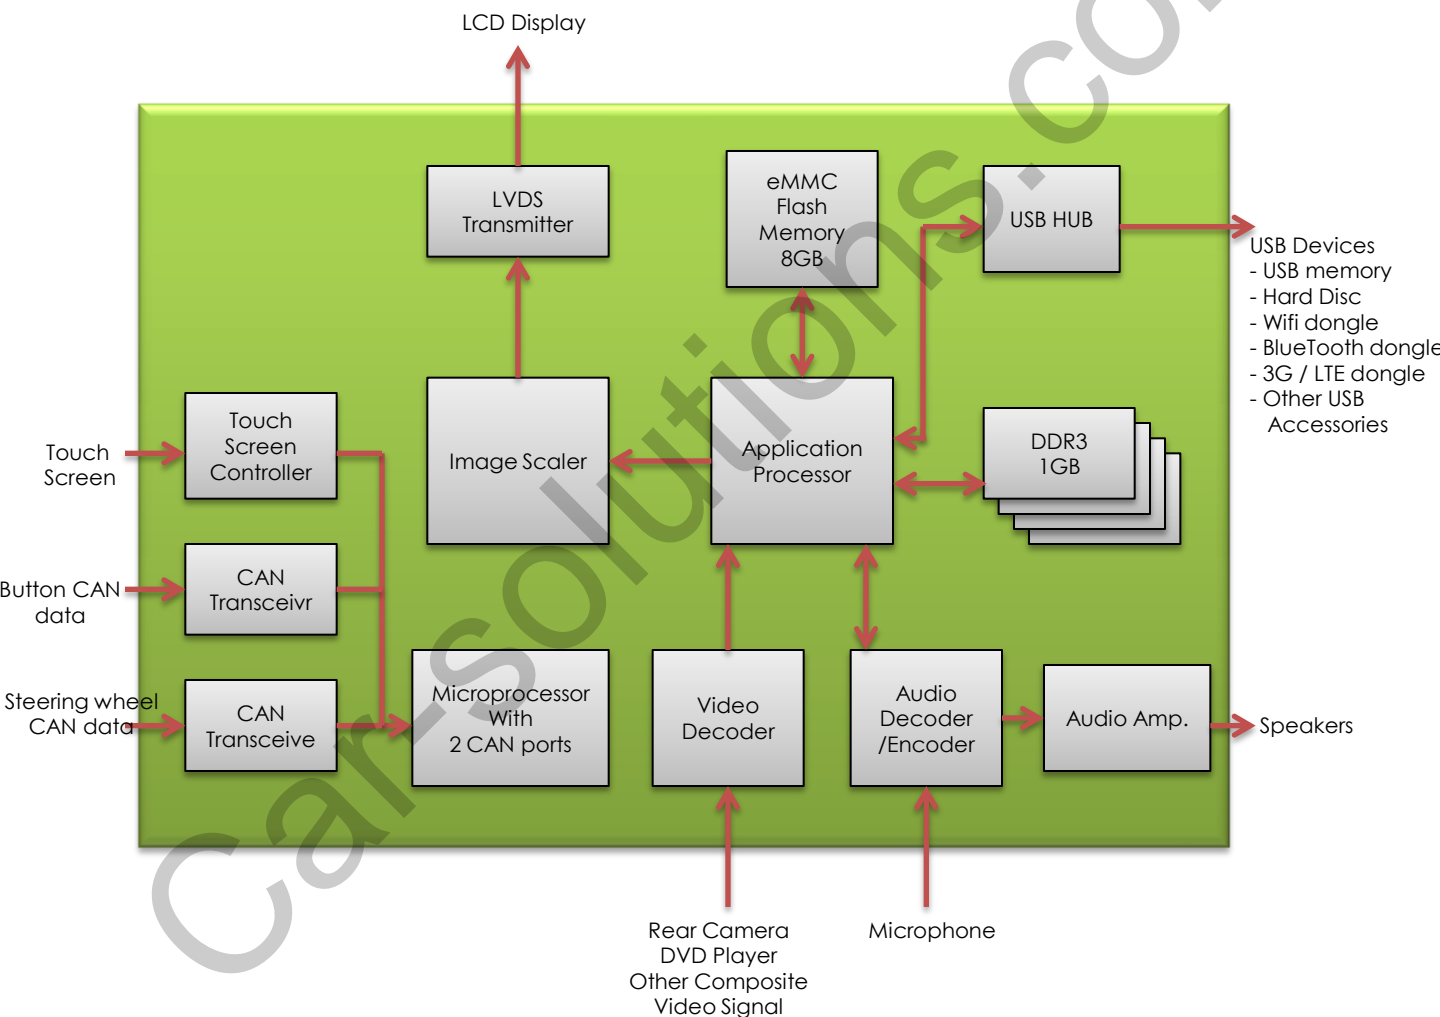 LCD Display
LVDS
Transmitter
eMMC
Flash
Memory
8GB
USB HUB
USB Devices
- USB memory
- Hard Disc
- Wifi dongle
- BlueTooth dongle
- 3G / LTE dongle
- Other USB
Accessories
Touch
Screen
Touch
Screen
Controller
Image Scaler
Application
Processor
DDR3
1GB
Button CAN
data
CAN
Transceivr
Steering wheel
CAN data
CAN
Transceive
Microprocessor
With
2 CAN ports
Video
Decoder
Audio
Decoder
/Encoder
Audio Amp.
Speakers
Rear Camera
DVD Player
Other Composite
Video Signal
Microphone
Car-solutions.com